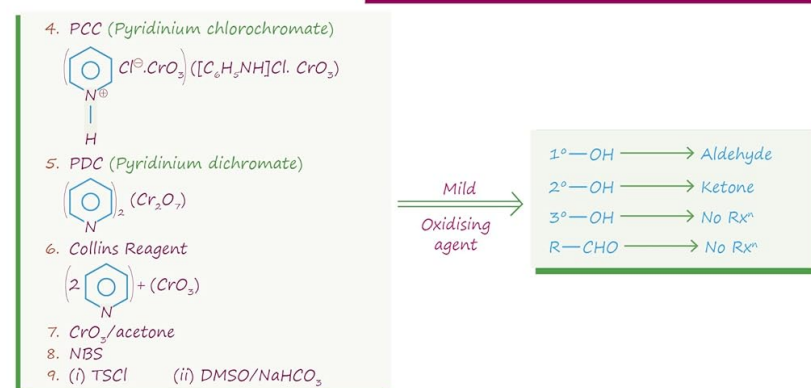 4. PCC (Pyridinium chlorochromate)
( N⊕ H Cl⊖.CrO₃) ([C₆H₅NH]Cl. CrO₃)
5. PDC (Pyridinium dichromate)
( N )₂ (Cr₂O₇)
6. Collins Reagent
(2 N ) + (CrO₃)
7. CrO₃/acetone
8. NBS
9. (i) TSCl (ii) DMSO/NaHCO₃
Mild
Oxidising
agent
1°—OH → Aldehyde
2°—OH → Ketone
3°—OH → No Rxⁿ
R—CHO → No Rxⁿ